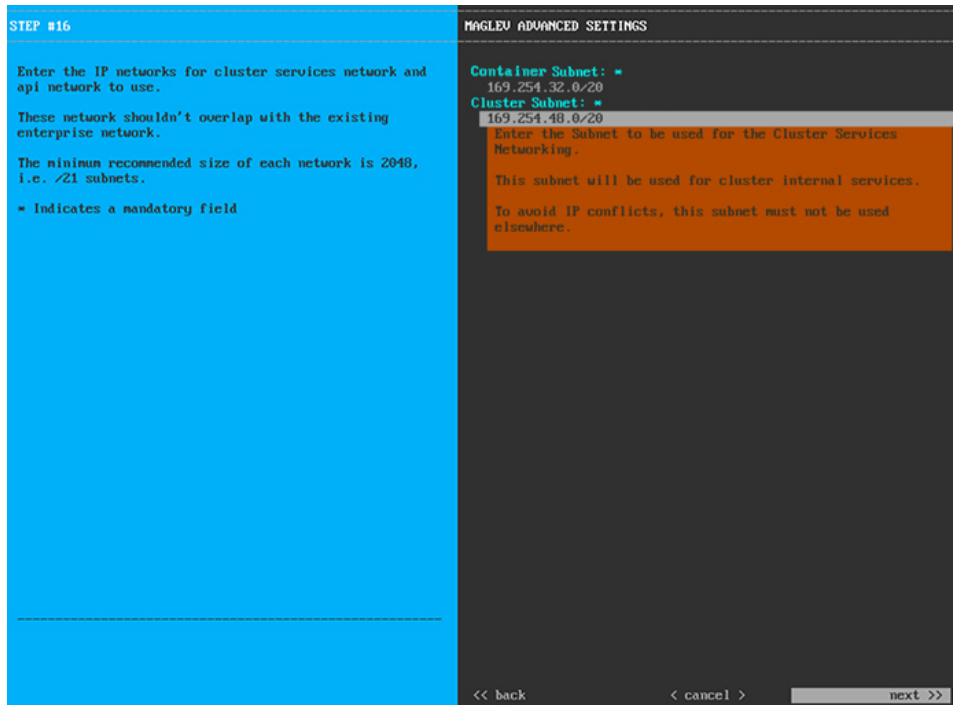 STEP #16
Enter the IP networks for cluster services network and
api network to use.
These network shouldn't overlap with the existing
enterprise network.
The minimum recommended size of each network is 2048,
i.e. /21 subnets.
* Indicates a mandatory field
MAGLEV ADVANCED SETTINGS
Container Subnet: *
169.254.32.0/20
Cluster Subnet: *
169.254.48.0/20
Enter the Subnet to be used for the Cluster Services
Networking.
This subnet will be used for cluster internal services.
To avoid IP conflicts, this subnet must not be used
elsewhere.
<< back < cancel > next >>